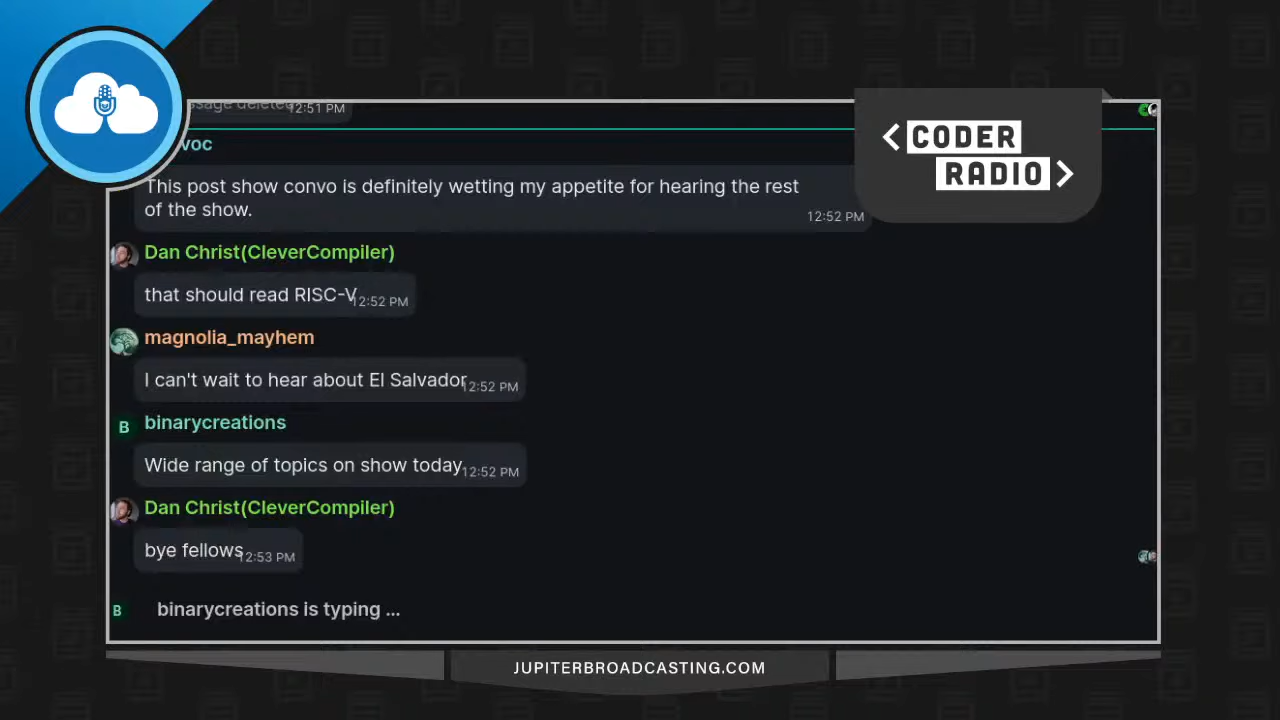 12:51 PM
CODER
RADIO
voc
This post show convo is definitely wetting my appetite for hearing the rest
of the show.
12:52 PM
Dan Christ(CleverCompiler)
that should read RISC-V 12:52 PM
magnolia_mayhem
I can't wait to hear about El Salvador 12:52 PM
B binarycreations
Wide range of topics on show today 12:52 PM
Dan Christ(CleverCompiler)
bye fellows 12:53 PM
B binarycreations is typing ...
JUPITERBROADCASTING.COM